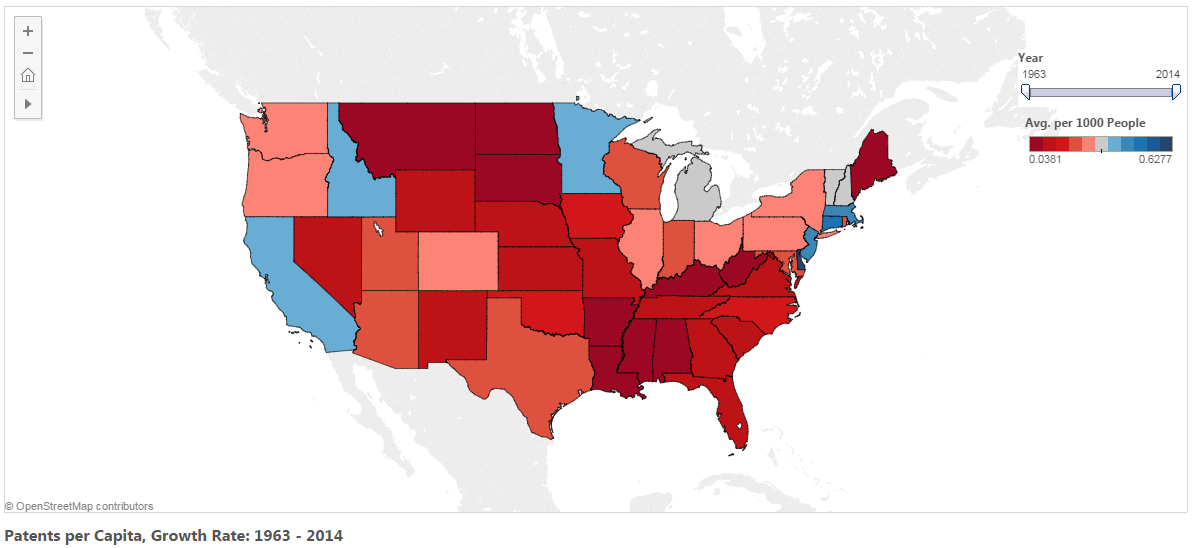 Year
1963 2014
Avg. per 1000 People
0.0381 0.6277
© OpenStreetMap contributors
Patents per Capita, Growth Rate: 1963 - 2014